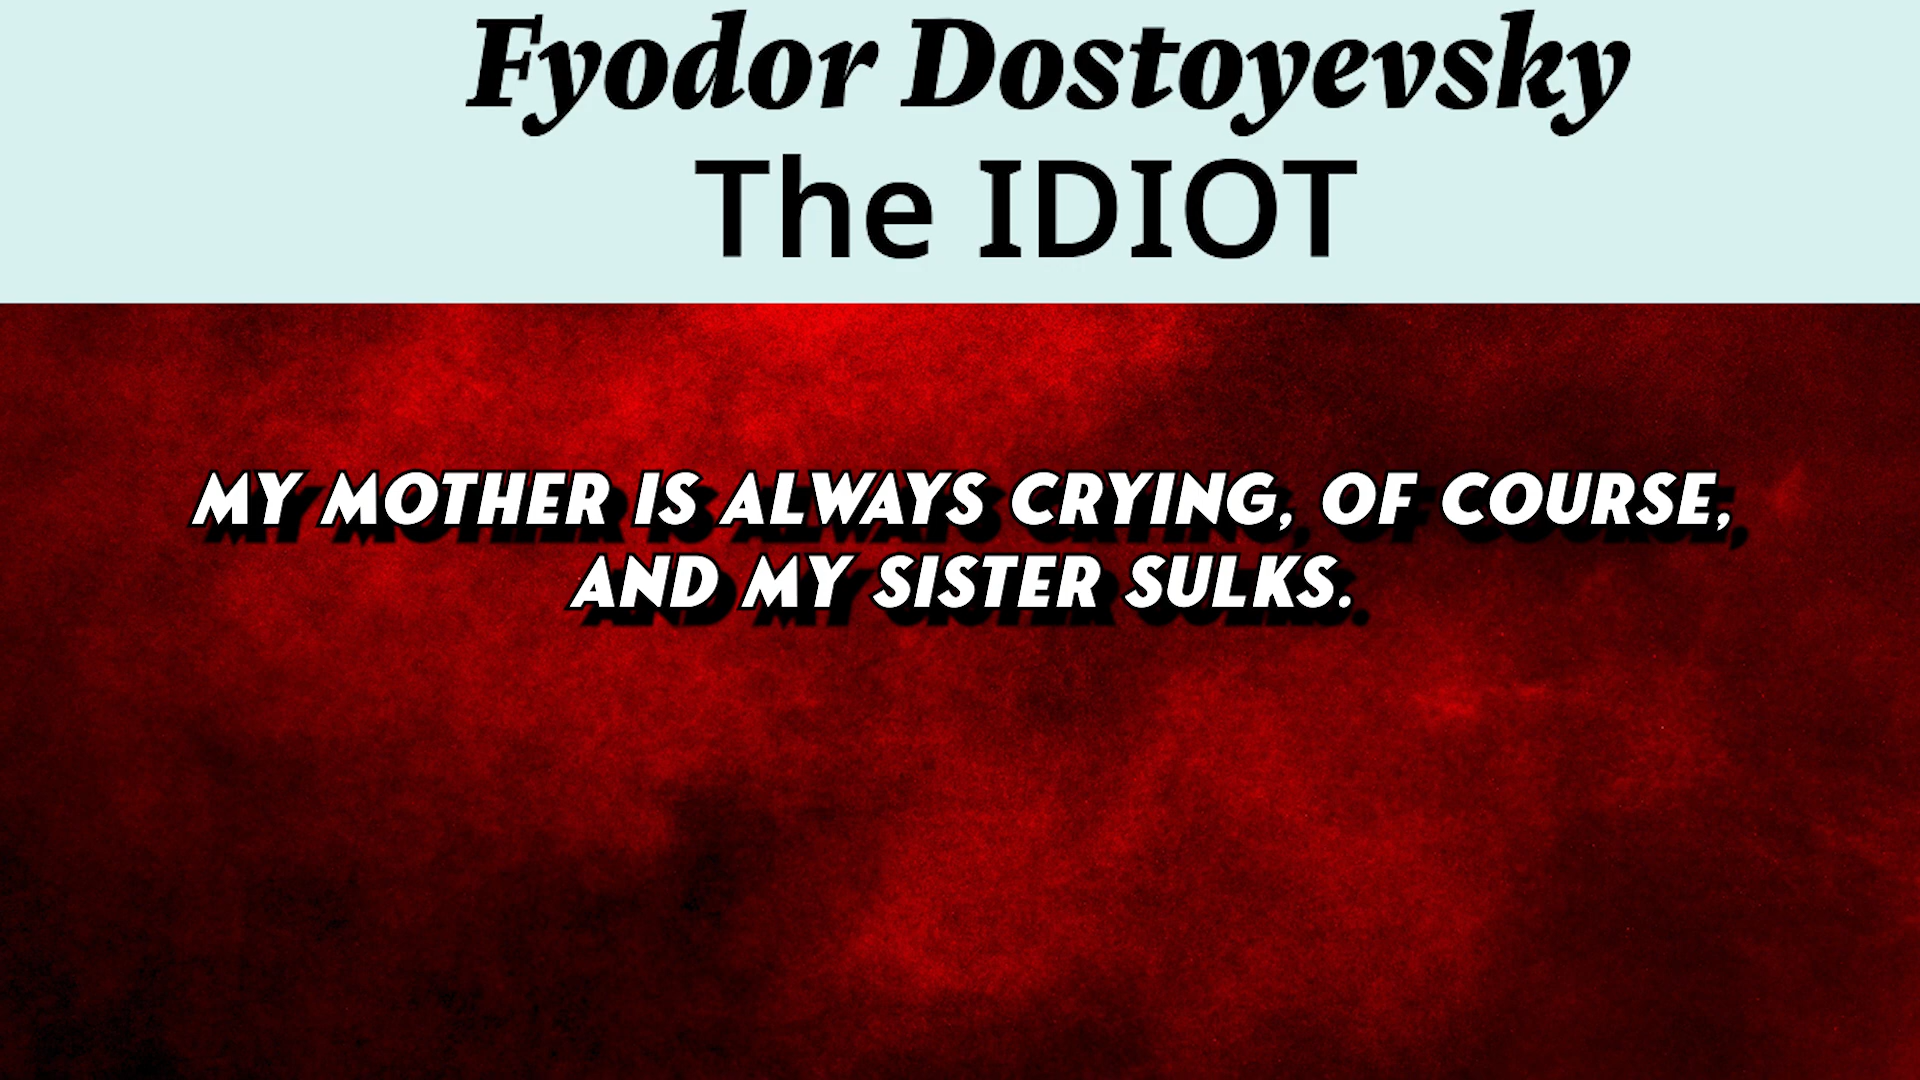 Fyodor Dostoyevsky
The IDIOT
MY MOTHER IS ALWAYS CRYING, OF COURSE,
AND MY SISTER SULKS.